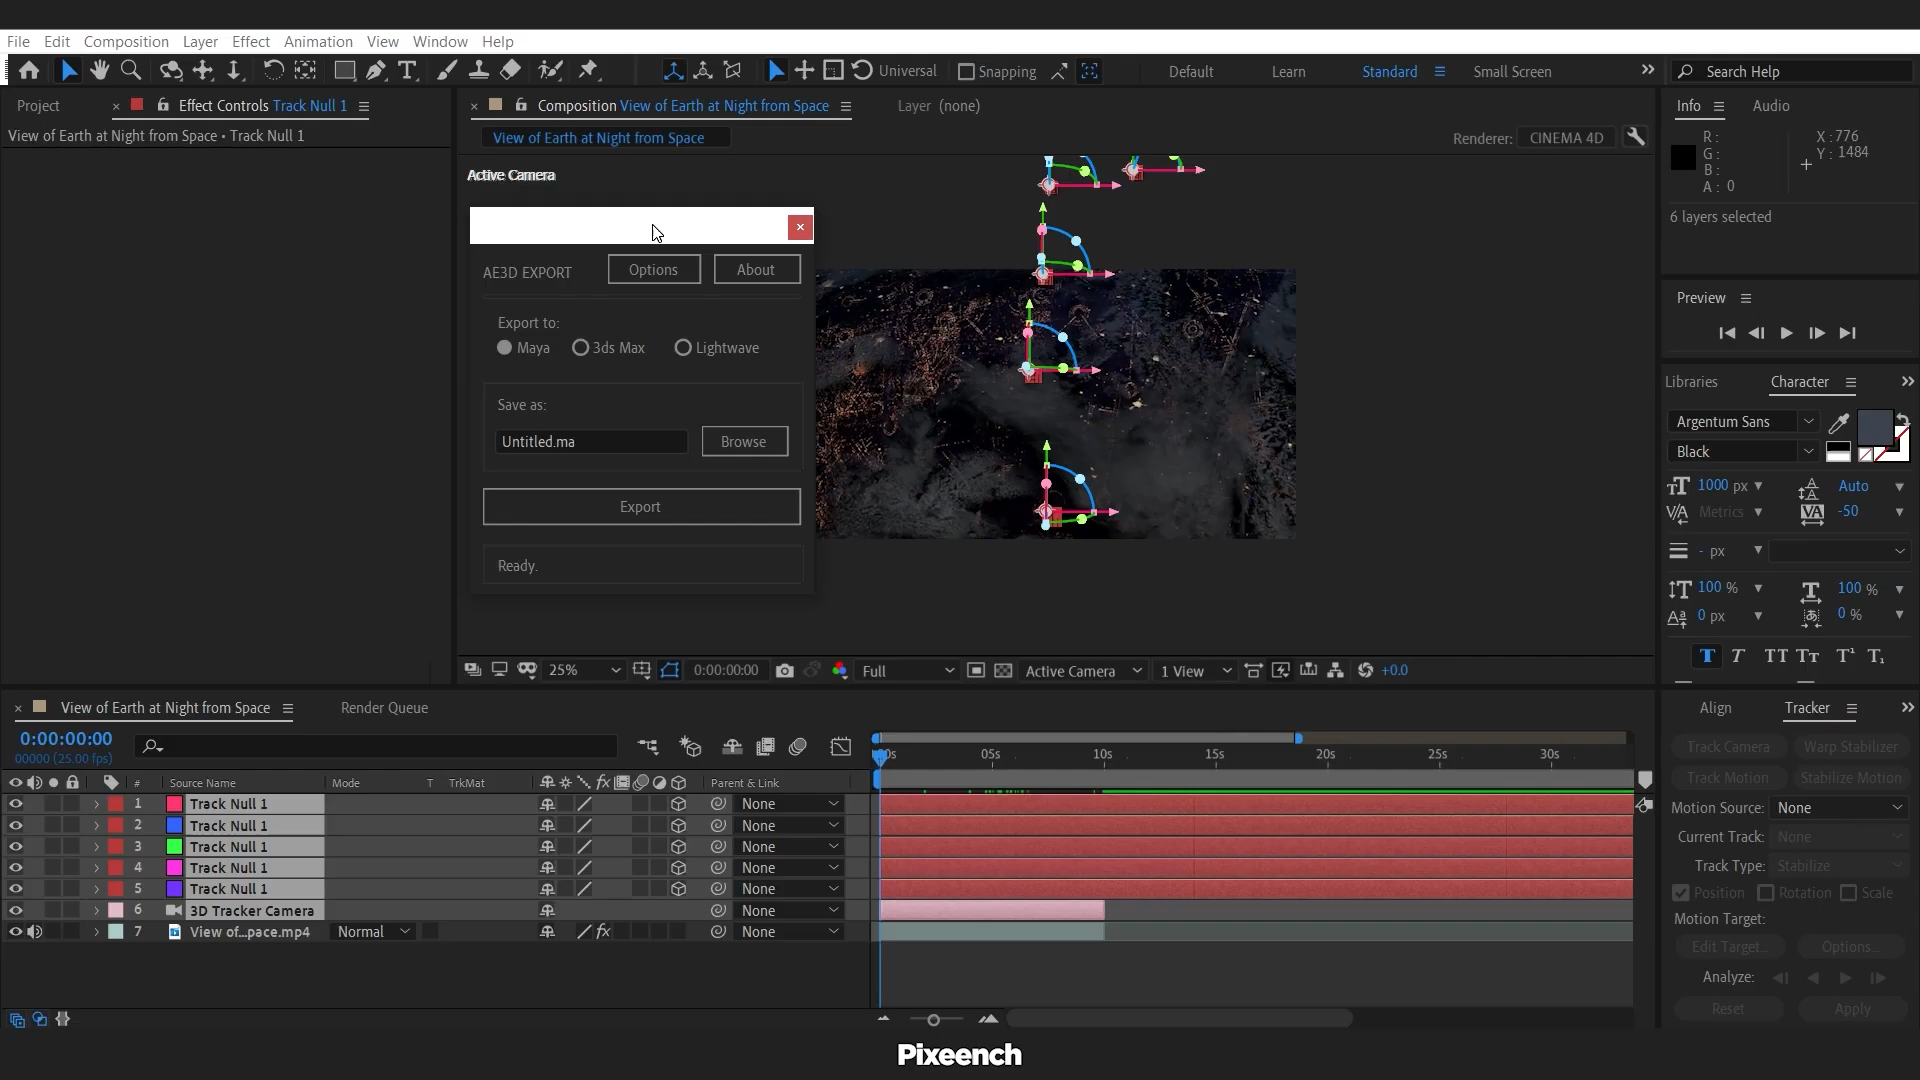 File Edit Composition Layer Effect Animation View Window Help
Universal Snapping Default Learn Standard Small Screen Search Help
Project Effect Controls Track Null 1 Composition View of Earth at Night from Space Layer (none) Info Audio
View of Earth at Night from Space • Track Null 1
View of Earth at Night from Space Renderer: CINEMA 4D
R: X: 776
G: Y: 1484
B:
A: 0
6 layers selected
Active Camera
AE3D EXPORT Options About
Export to:
Maya 3ds Max Lightwave
Save as:
Untitled.ma Browse
Export
Ready.
Preview
Libraries Character
Argentum Sans
Black
1000 px Auto
Metrics -50
- px
100 % 100 %
0 px 0 %
25% 0:00:00:00 Full Active Camera 1 View +0.0
View of Earth at Night from Space Render Queue
0:00:00:00
00000 (25.00 fps)
05s 10s 15s 20s 25s 30s
# Source Name Mode T TrkMat Parent & Link
1 Track Null 1 None
2 Track Null 1 None
3 Track Null 1 None
4 Track Null 1 None
5 Track Null 1 None
6 3D Tracker Camera None
7 View of...pace.mp4 Normal None
Align Tracker
Track Camera Warp Stabilizer
Track Motion Stabilize Motion
Motion Source: None
Current Track: None
Track Type: Stabilize
Position Rotation Scale
Motion Target:
Edit Target... Options...
Analyze:
Reset Apply
Pixeench